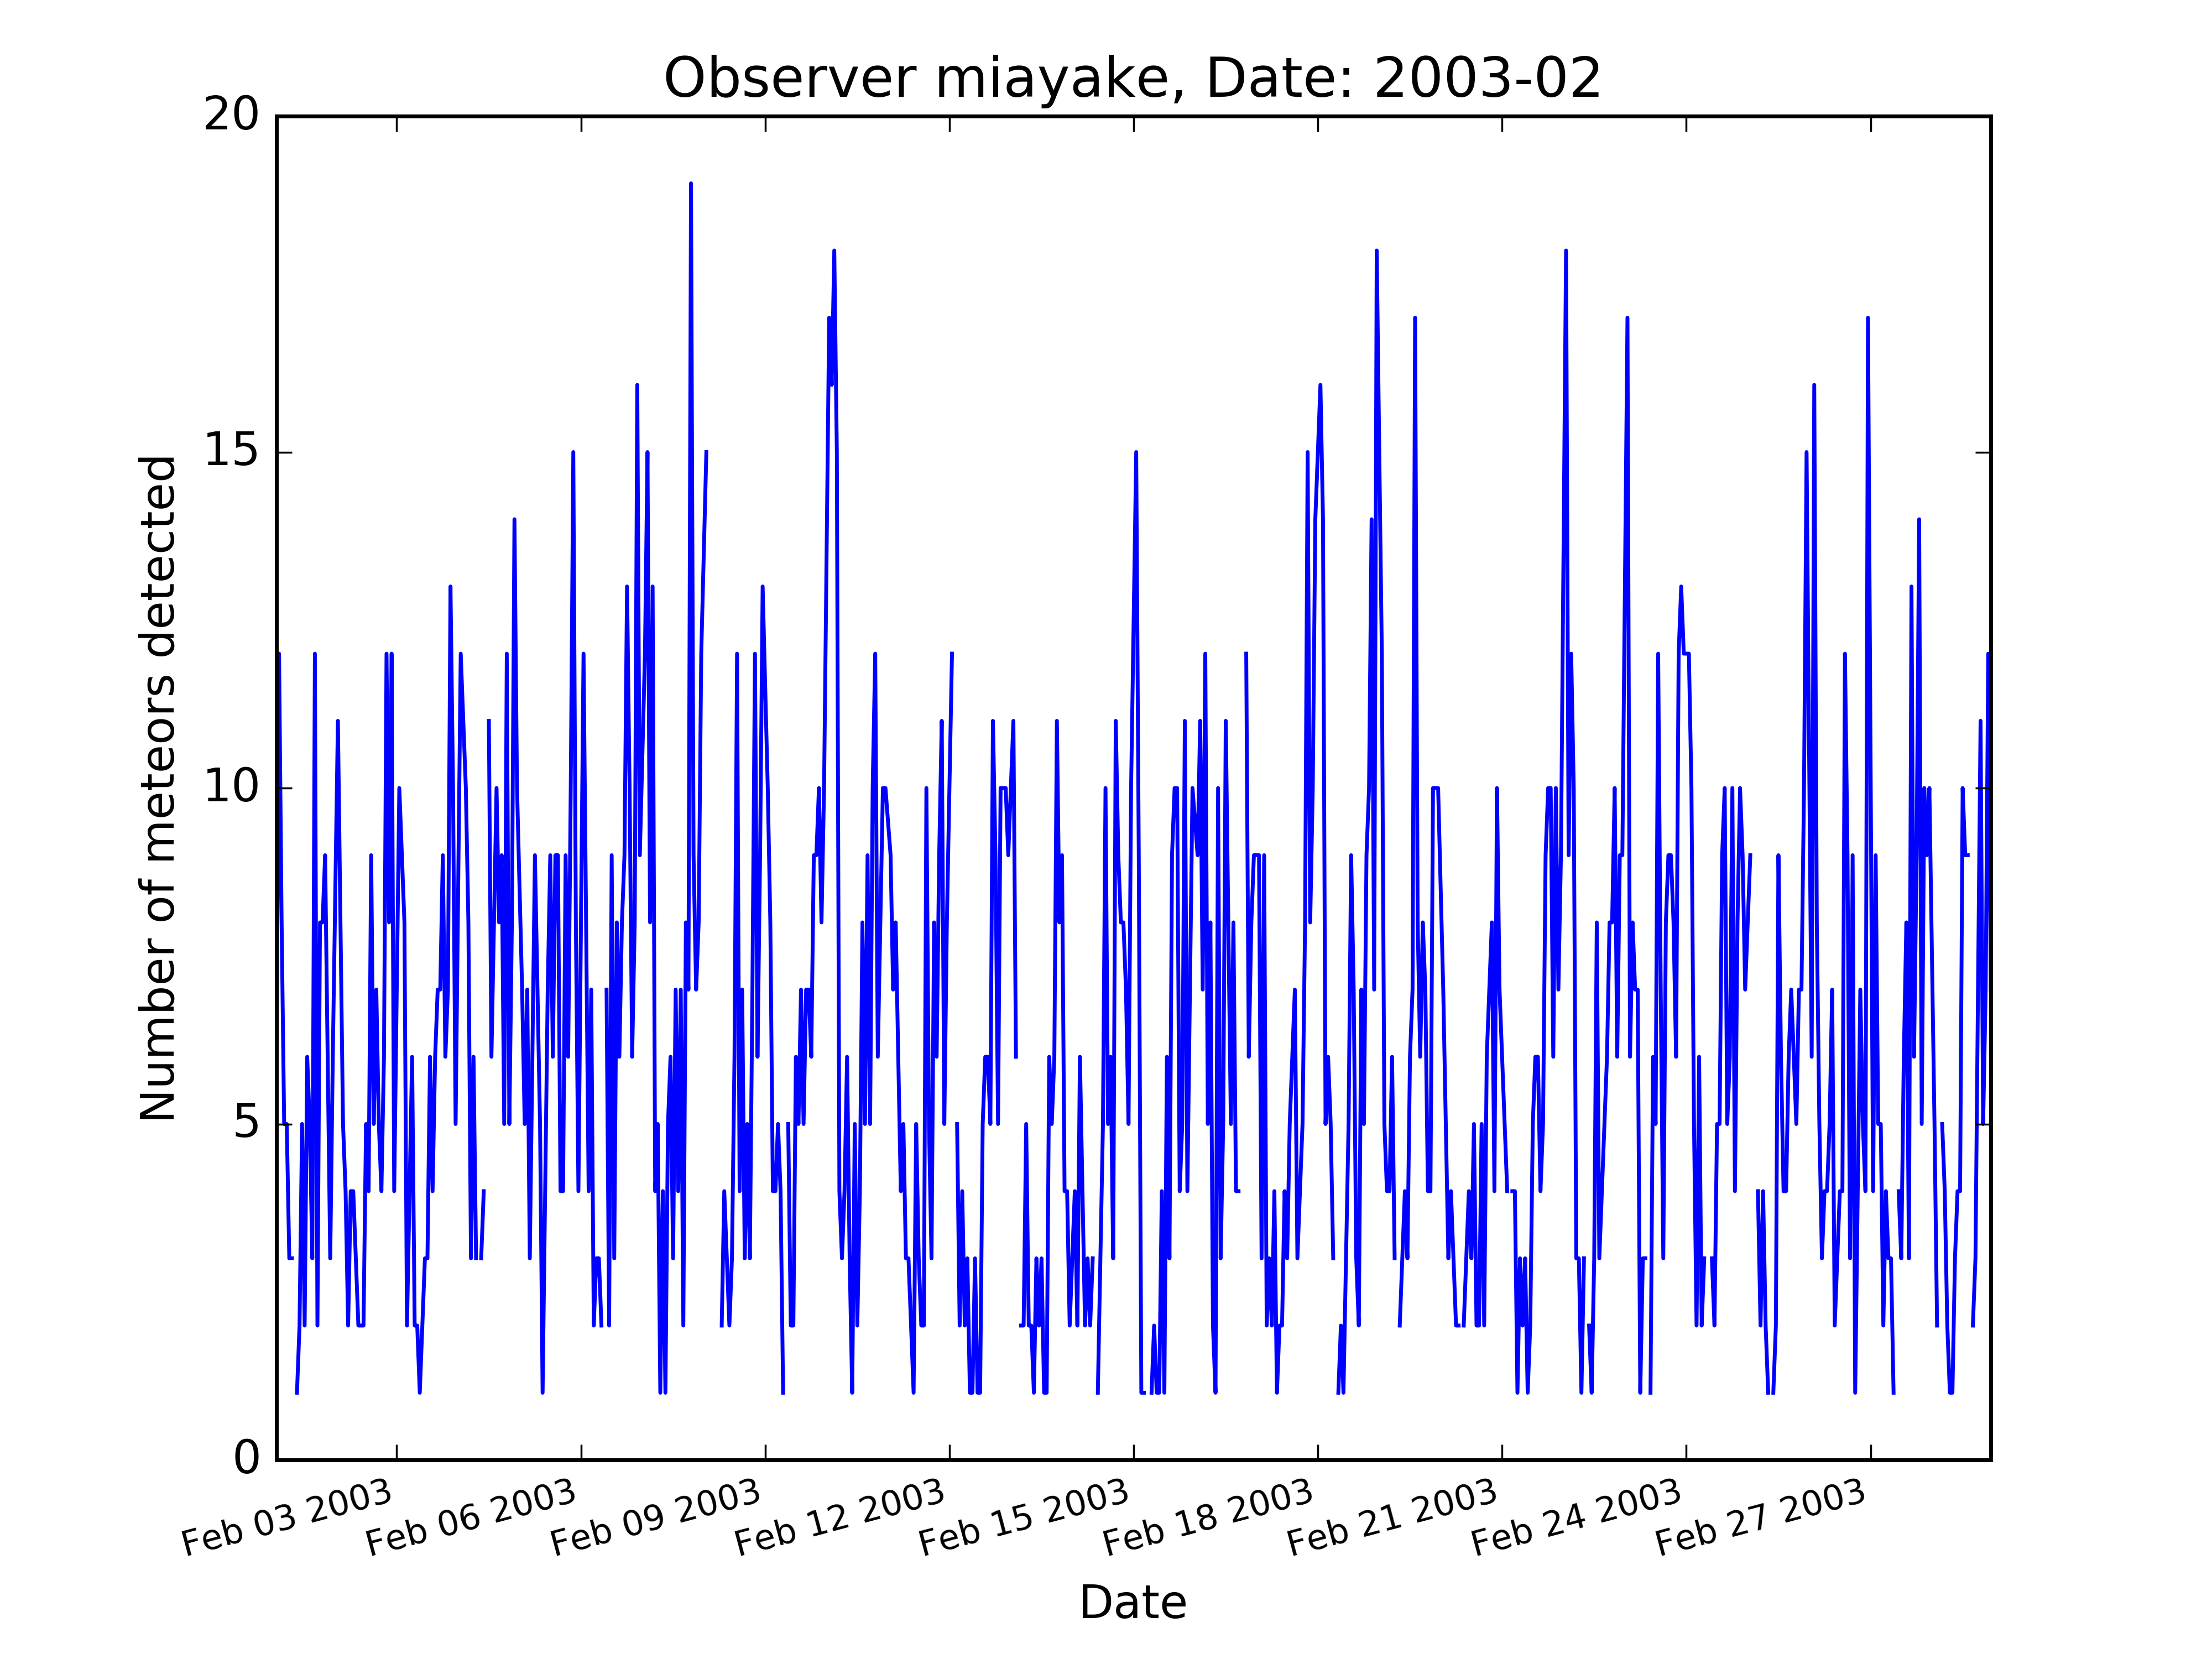 Observer miayake, Date: 2003-02
20
15
10
5
0
Number of meteors detected
Feb 03 2003
Feb 06 2003
Feb 09 2003
Feb 12 2003
Feb 15 2003
Feb 18 2003
Feb 21 2003
Feb 24 2003
Feb 27 2003
Date